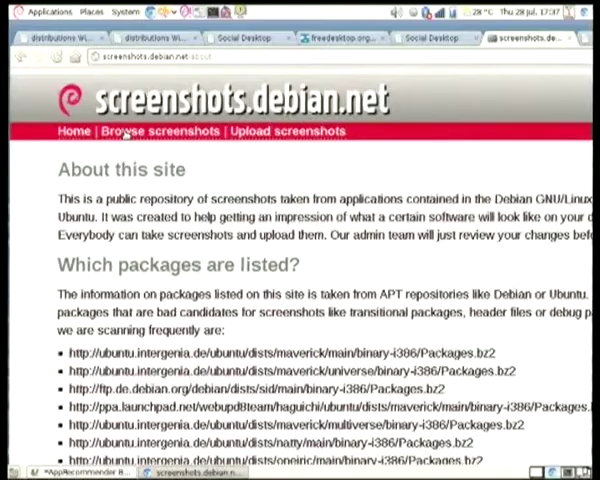 Applications Places System 28 °C Thu 28 jul, 17:37
distributions Wi... distributions Wi... Social Desktop freedesktop.org... Social Desktop screenshots.de...
screenshots.debian.net/about
screenshots.debian.net
Home | Browse screenshots | Upload screenshots
About this site
This is a public repository of screenshots taken from applications contained in the Debian GNU/Linux
Ubuntu. It was created to help getting an impression of what a certain software will look like on your
Everybody can take screenshots and upload them. Our admin team will just review your changes bef
Which packages are listed?
The information on packages listed on this site is taken from APT repositories like Debian or Ubuntu.
packages that are bad candidates for screenshots like transitional packages, header files or debug p
we are scanning frequently are:
http://ubuntu.intergenia.de/ubuntu/dists/maverick/main/binary-i386/Packages.bz2
http://ubuntu.intergenia.de/ubuntu/dists/maverick/universe/binary-i386/Packages.bz2
http://ftp.de.debian.org/debian/dists/sid/main/binary-i386/Packages.bz2
http://ppa.launchpad.net/webupd8team/haguichi/ubuntu/dists/maverick/main/binary-i386/Packages.
http://ubuntu.intergenia.de/ubuntu/dists/maverick/multiverse/binary-i386/Packages.bz2
http://ubuntu.intergenia.de/ubuntu/dists/natty/main/binary-i386/Packages.bz2
http://ubuntu.intergenia.de/ubuntu/dists/oneiric/main/binary-i386/Packages.bz2
*AppRecommender B... screenshots.debian n...